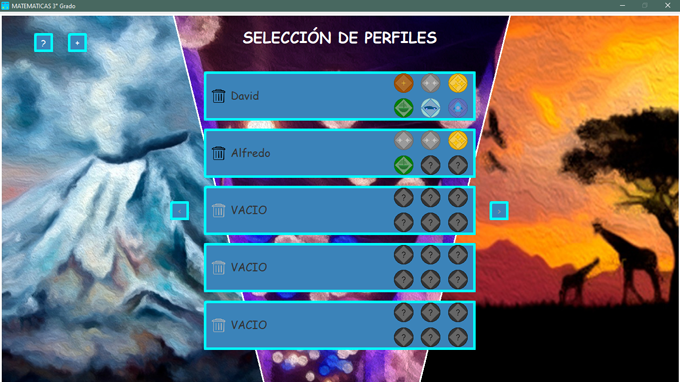 MATEMATICAS 3° Grado
SELECCIÓN DE PERFILES
?
+
David
Alfredo
? ?
VACIO
? ? ?
? ? ?
VACIO
? ? ?
? ? ?
VACIO
? ? ?
? ? ?